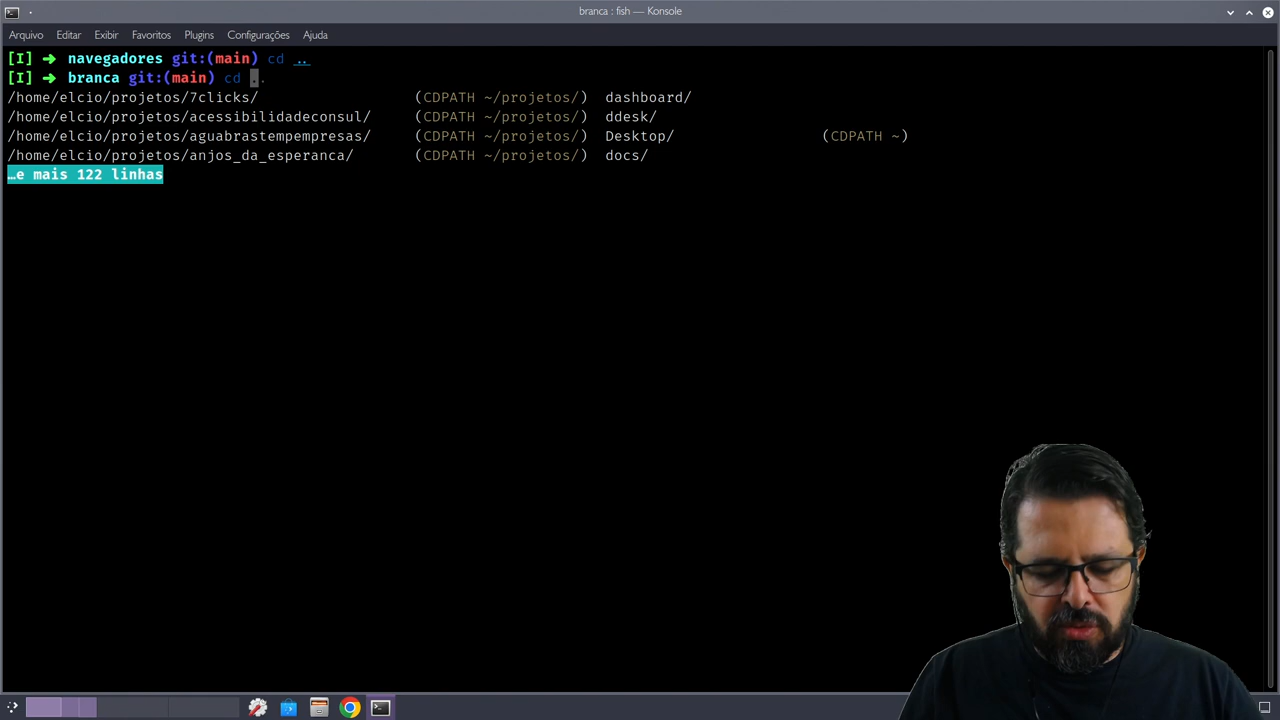 branca : fish — Konsole
Arquivo Editar Exibir Favoritos Plugins Configurações Ajuda
[I] ➜ navegadores git:(main) cd ..
[I] ➜ branca git:(main) cd ..
/home/elcio/projetos/7clicks/ (CDPATH ~/projetos/) dashboard/
/home/elcio/projetos/acessibilidadeconsul/ (CDPATH ~/projetos/) ddesk/
/home/elcio/projetos/aguabrastempempresas/ (CDPATH ~/projetos/) Desktop/ (CDPATH ~)
/home/elcio/projetos/anjos_da_esperanca/ (CDPATH ~/projetos/) docs/
…e mais 122 linhas